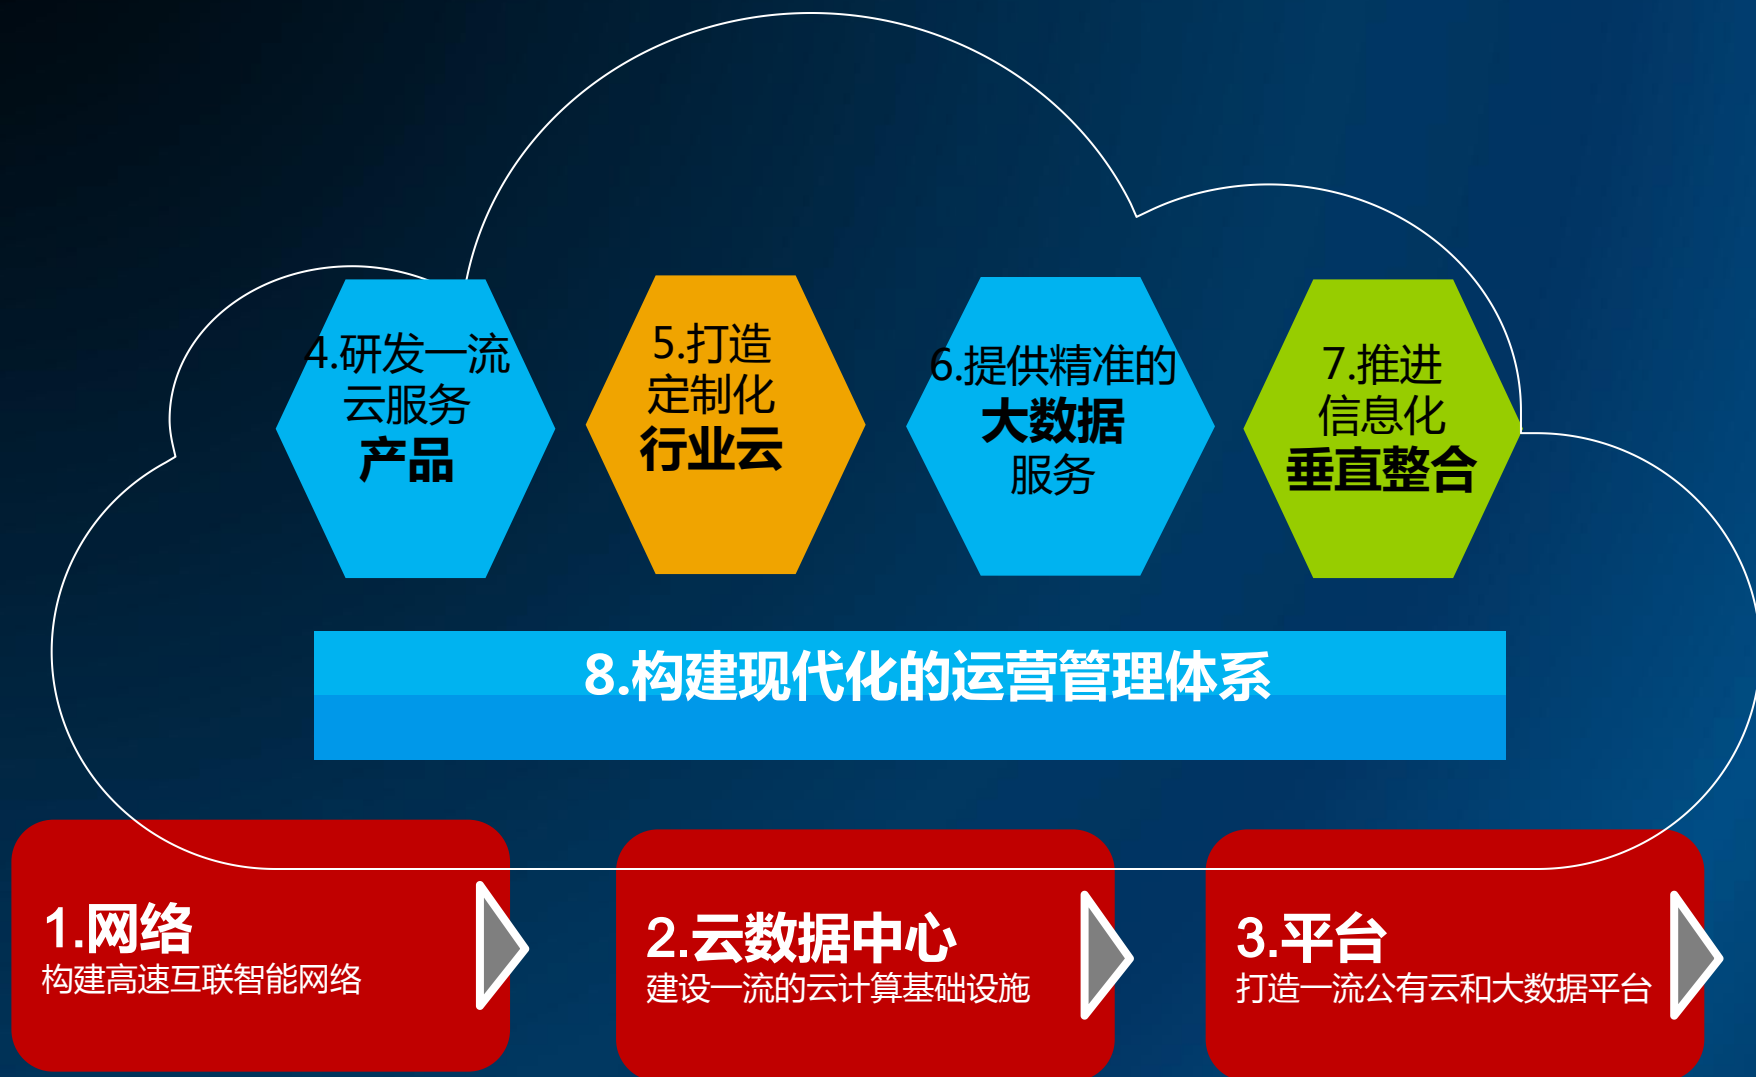 4.研发一流
云服务
产品
5.打造
定制化
行业云
6.提供精准的
大数据
服务
7.推进
信息化
垂直整合
8.构建现代化的运营管理体系
1.网络
构建高速互联智能网络
2.云数据中心
建设一流的云计算基础设施
3.平台
打造一流公有云和大数据平台